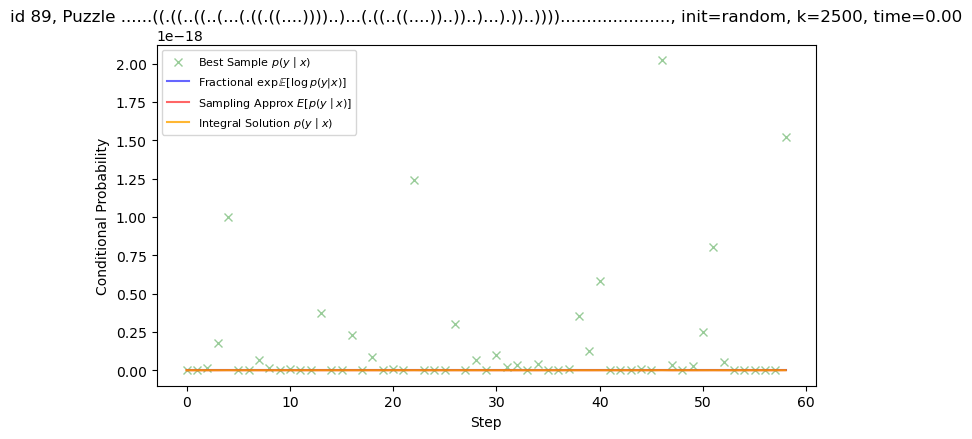 id 89, Puzzle ......((.((..((..(...(.((.((....))))..)...(.((..((....))..))..)..)...).))..))))......................, init=random, k=2500, time=0.00
1e−18
2.00
1.75
1.50
1.25
1.00
0.75
0.50
0.25
0.00
Conditional Probability
Best Sample p(y | x)
Fractional exp𝔼[log p(y|x)]
Sampling Approx E[p(y | x)]
Integral Solution p(y | x)
0 10 20 30 40 50 60
Step